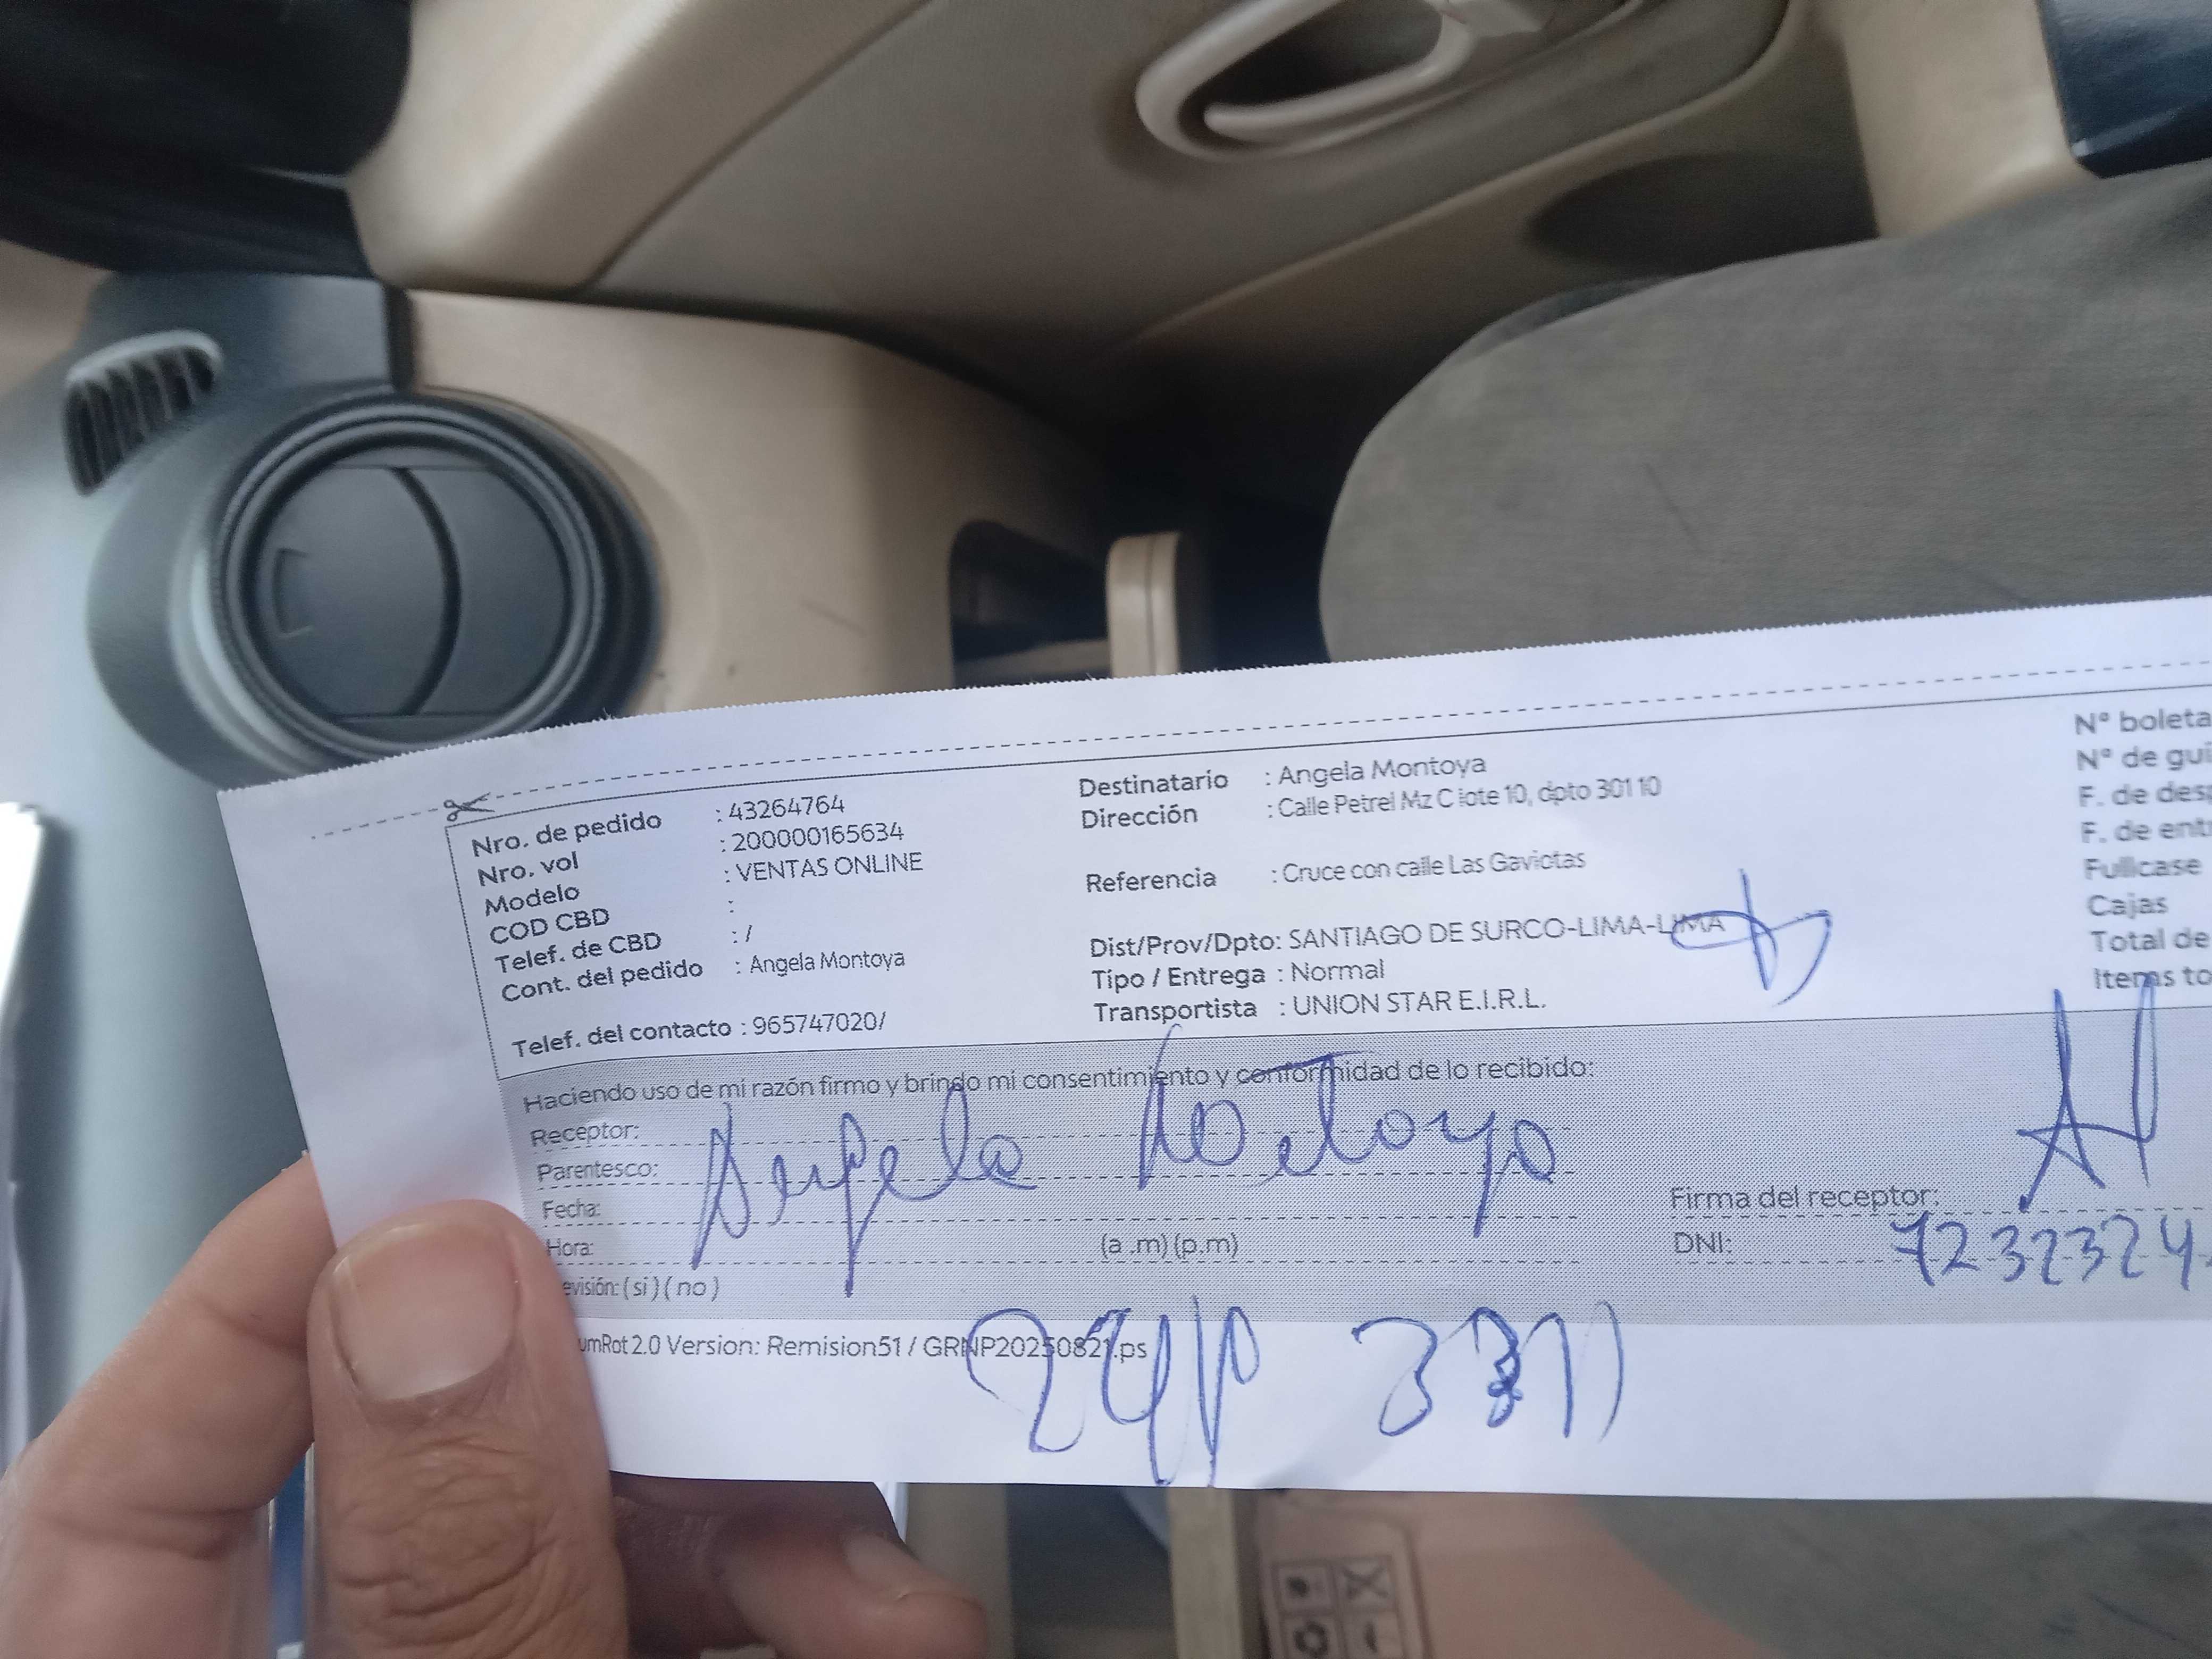 Nro. de pedido : 43264764
Nro. vol : 200000165634
Modelo : VENTAS ONLINE
COD CBD :
Telef. de CBD : /
Cont. del pedido : Angela Montoya
Telef. del contacto : 965747020/
Destinatario : Angela Montoya
Dirección : Calle Petrel Mz C lote 10, dpto 301 10
Referencia : Cruce con calle Las Gaviotas
Dist/Prov/Dpto: SANTIAGO DE SURCO-LIMA-LIMA
Tipo / Entrega : Normal
Transportista : UNION STAR E.I.R.L.
Nº boleta
Nº de guí
F. de desp
F. de ent
Fullcase
Cajas
Total de
Items to
Haciendo uso de mi razón firmo y brindo mi consentimiento y conformidad de lo recibido:
Receptor:
Parentesco:
Angela Montoya
Fecha:
Hora: (a .m) (p.m)
evisión: ( si ) ( no )
Firma del receptor:
DNI: 7232324
umRot 2.0 Version: Remision51 / GRNP20250821.ps